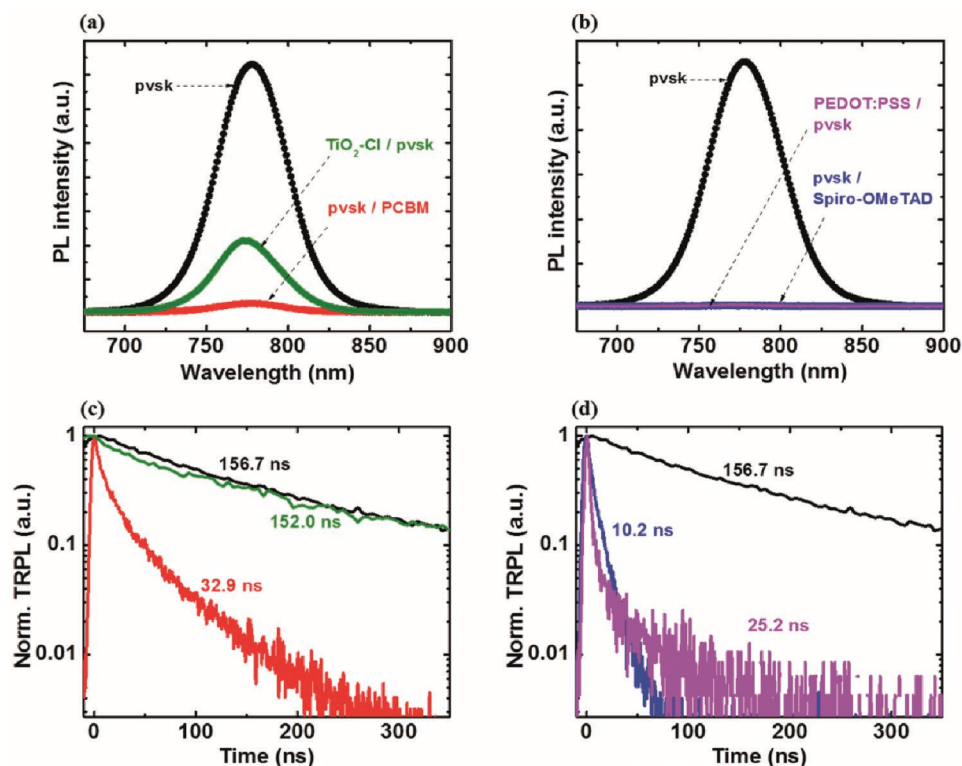 (a)
PL intensity (a.u.)
pvsk
TiO2-Cl / pvsk
pvsk / PCBM
700 750 800 850 900
Wavelength (nm)
(b)
PL intensity (a.u.)
pvsk
PEDOT:PSS /
pvsk
pvsk /
Spiro-OMeTAD
700 750 800 850 900
Wavelength (nm)
(c)
Norm. TRPL (a.u.)
1
0.1
0.01
156.7 ns
152.0 ns
32.9 ns
0 100 200 300
Time (ns)
(d)
Norm. TRPL (a.u.)
1
0.1
0.01
156.7 ns
10.2 ns
25.2 ns
0 100 200 300
Time (ns)